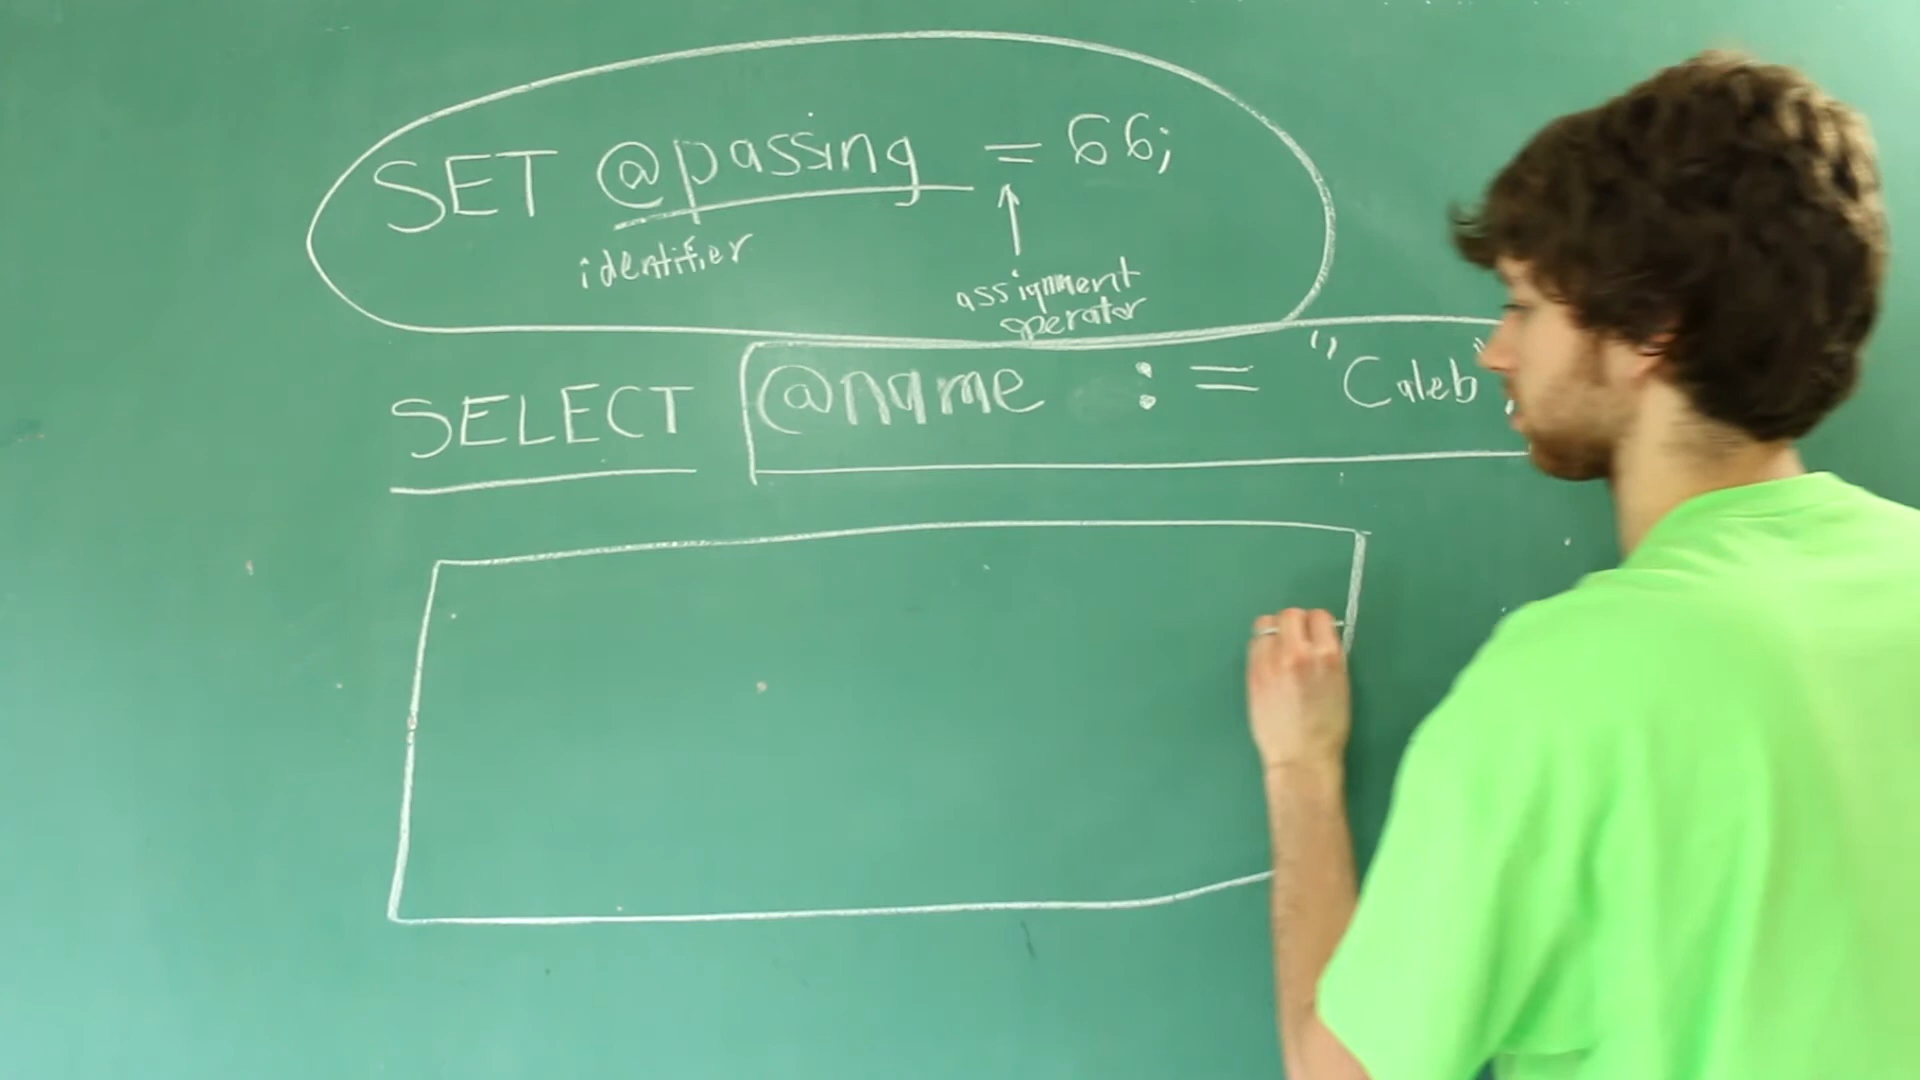 SET @passing = 66;
identifier
assignment
operator
SELECT @name := "Caleb";